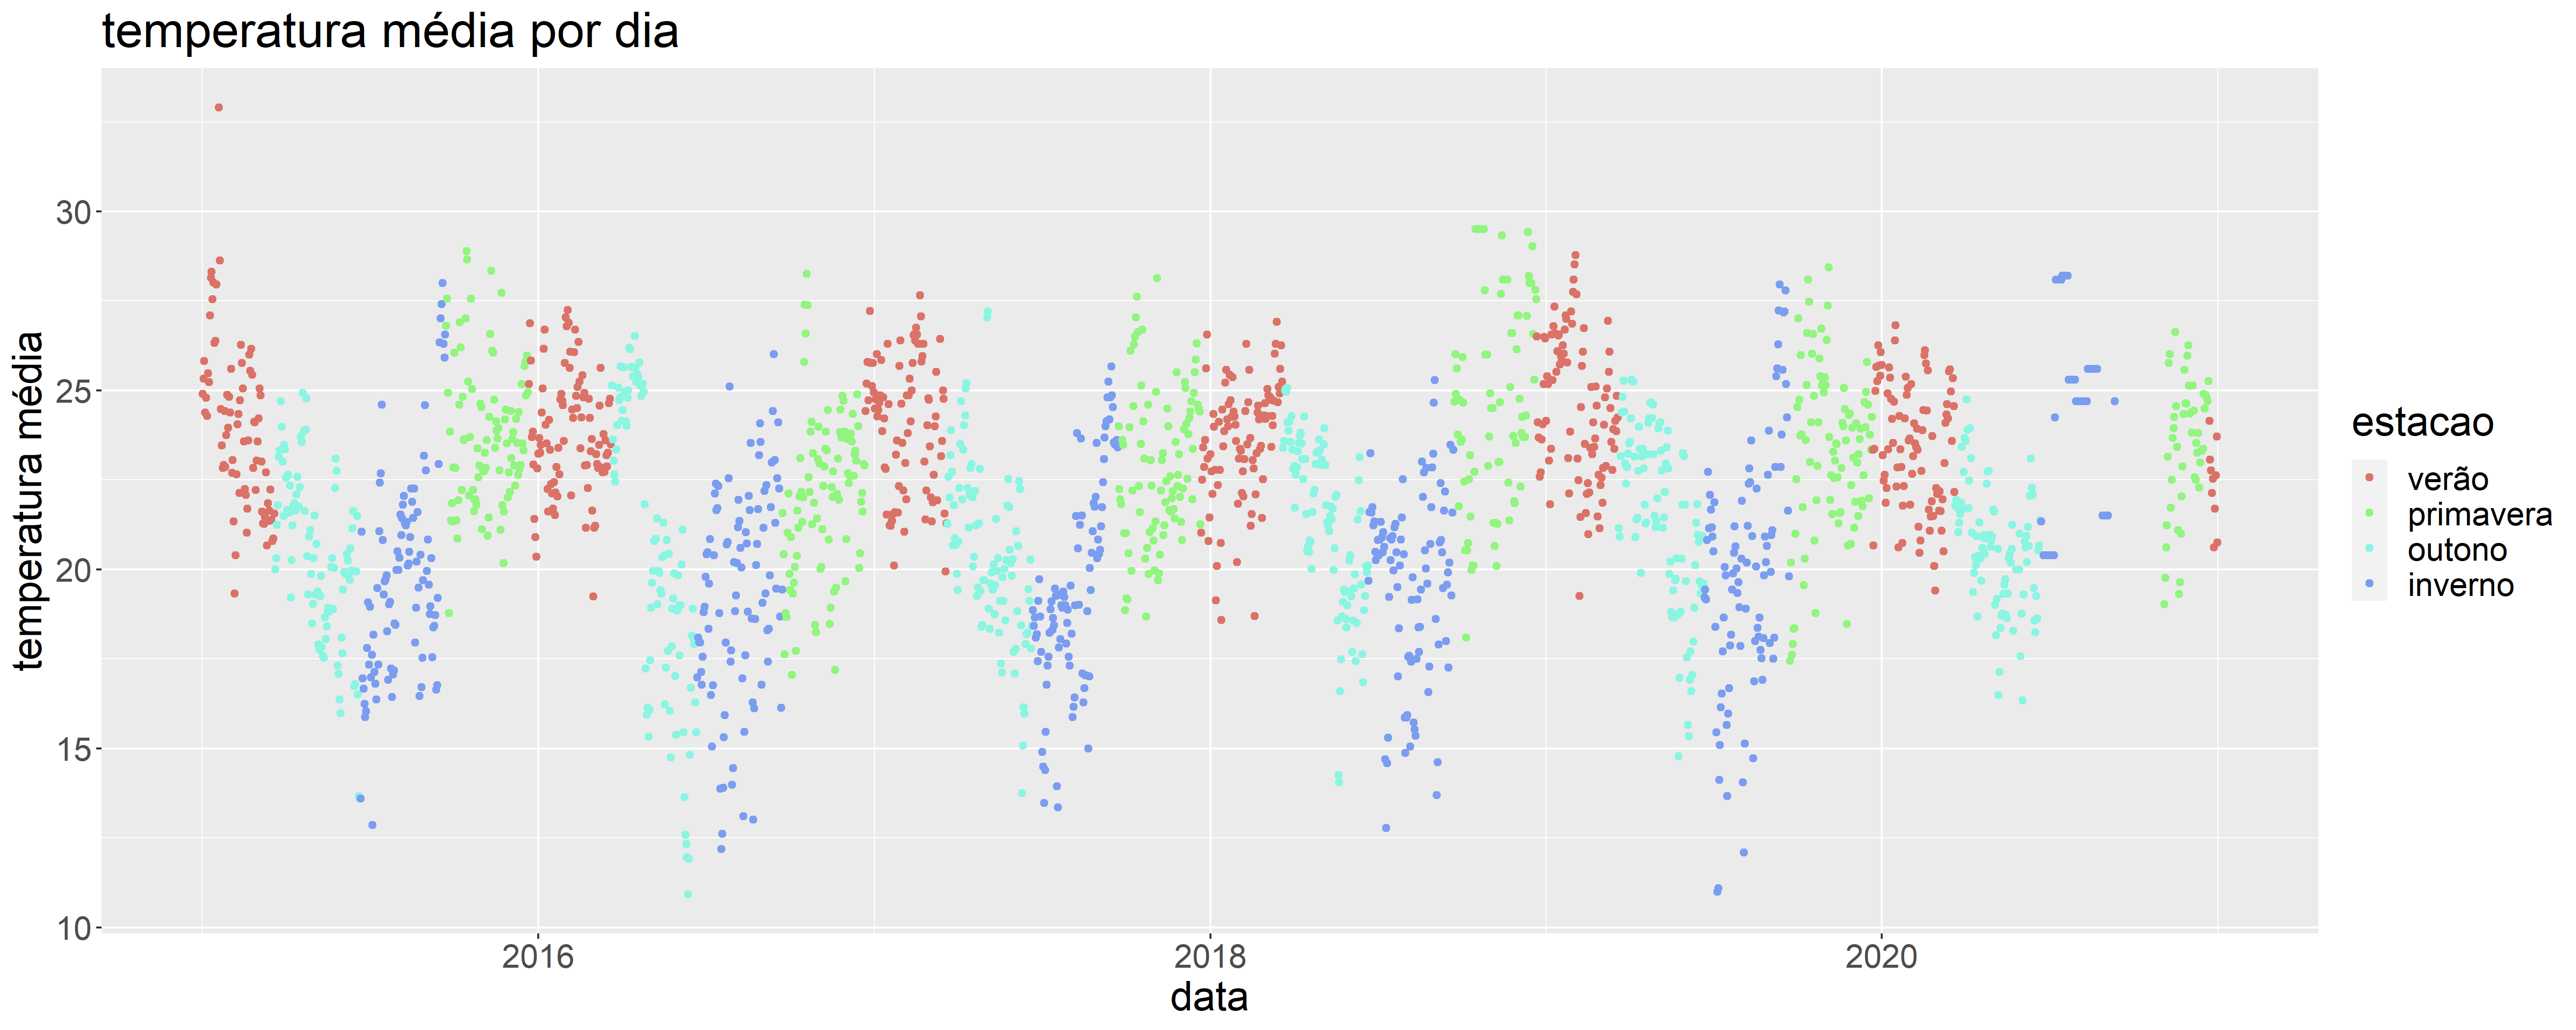 temperatura média por dia
temperatura média
30
25
20
15
10
2016
2018
2020
data
estacao
verão
primavera
outono
inverno